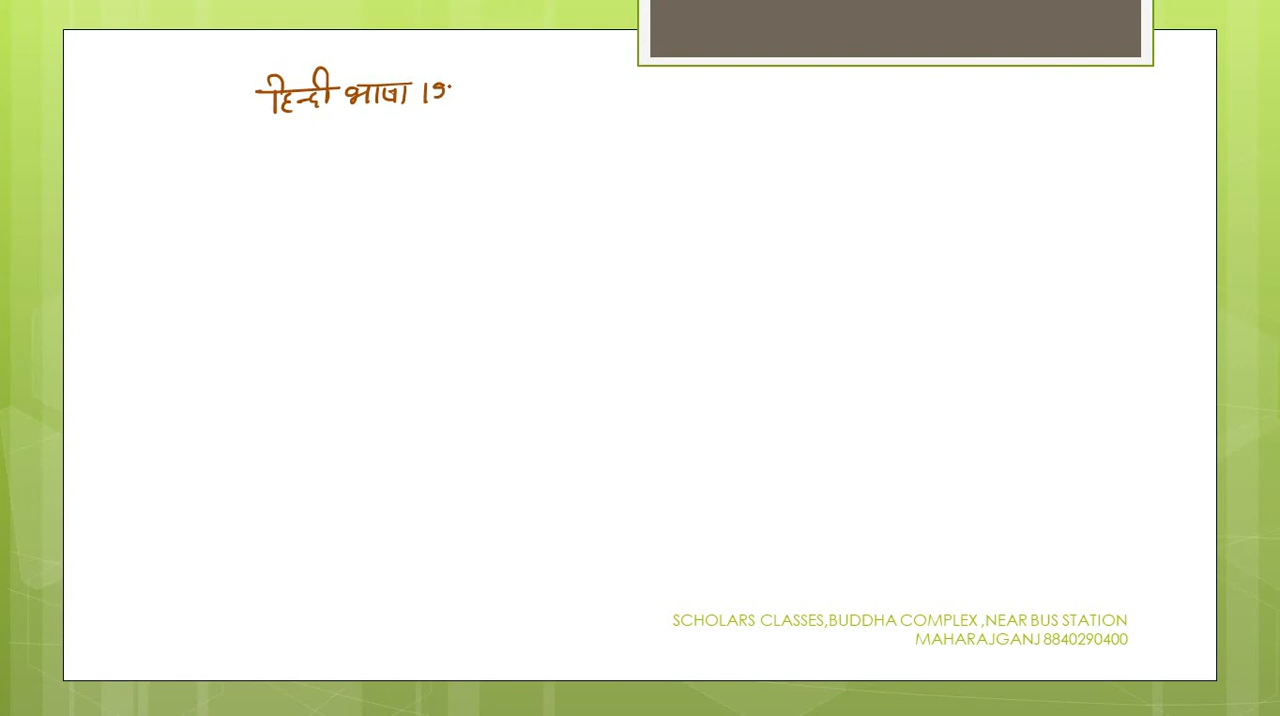 हिन्दी भाषा
SCHOLARS CLASSES,BUDDHA COMPLEX ,NEAR BUS STATION
MAHARAJGANJ 8840290400